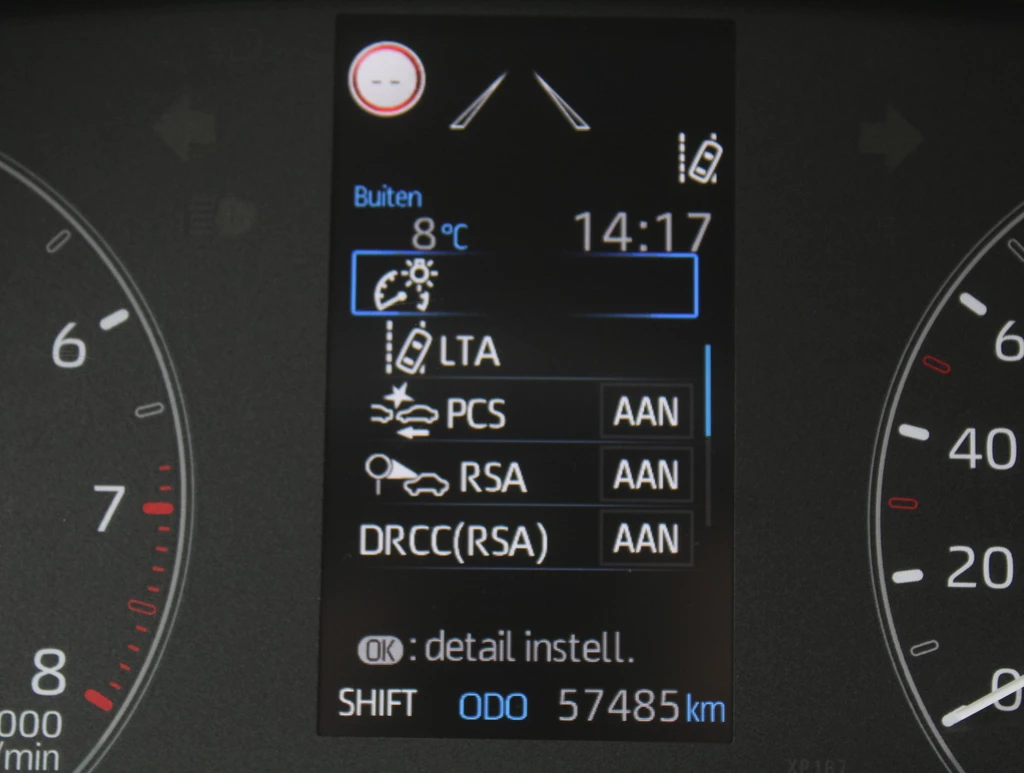 --
Buiten
8°C 14:17
LTA
PCS AAN
RSA AAN
DRCC(RSA) AAN
OK : detail instell.
SHIFT ODO 57485 km
6
7
8
000
/min
6
40
20
0
XP187